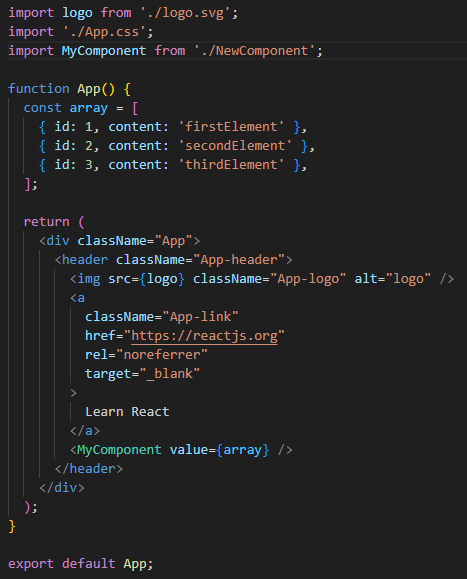 import logo from './logo.svg';
import './App.css';
import MyComponent from './NewComponent';

function App() {
  const array = [
    { id: 1, content: 'firstElement' },
    { id: 2, content: 'secondElement' },
    { id: 3, content: 'thirdElement' },
  ];

  return (
    <div className="App">
      <header className="App-header">
        <img src={logo} className="App-logo" alt="logo" />
        <a
          className="App-link"
          href="https://reactjs.org"
          rel="noreferrer"
          target="_blank"
        >
          Learn React
        </a>
        <MyComponent value={array} />
      </header>
    </div>
  );
}

export default App;